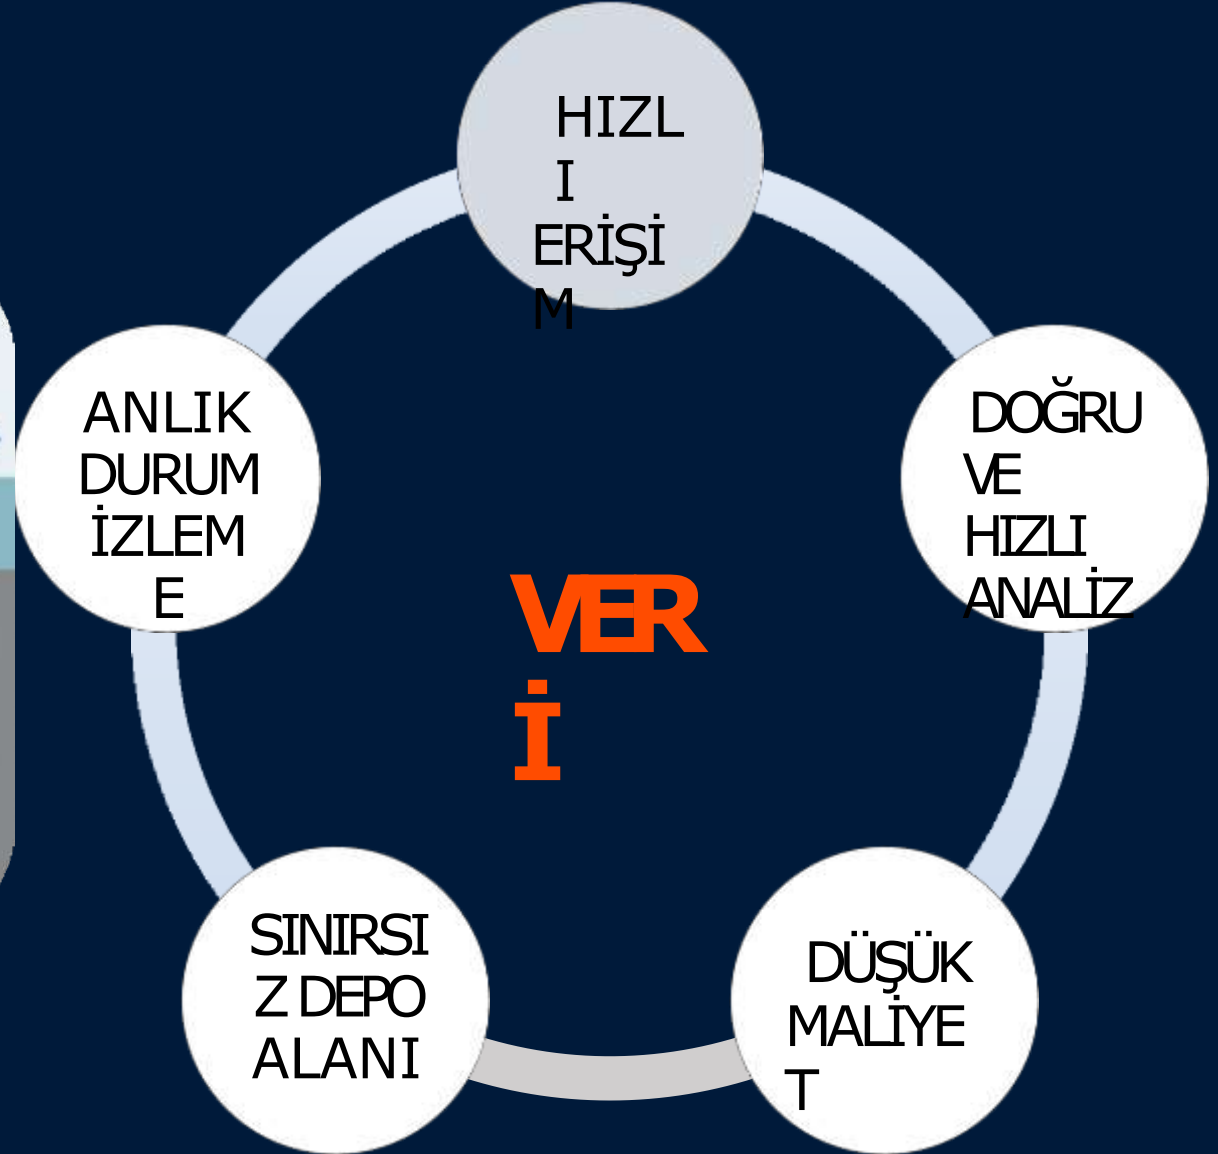 HIZL
I
ERİŞİ
M
ANLIK
DURUM
İZLEM
E
DOĞRU
VE
HIZLI
ANALİZ
VER
İ
SINIRSI
Z DEPO
ALANI
DÜŞÜK
MALİYE
T